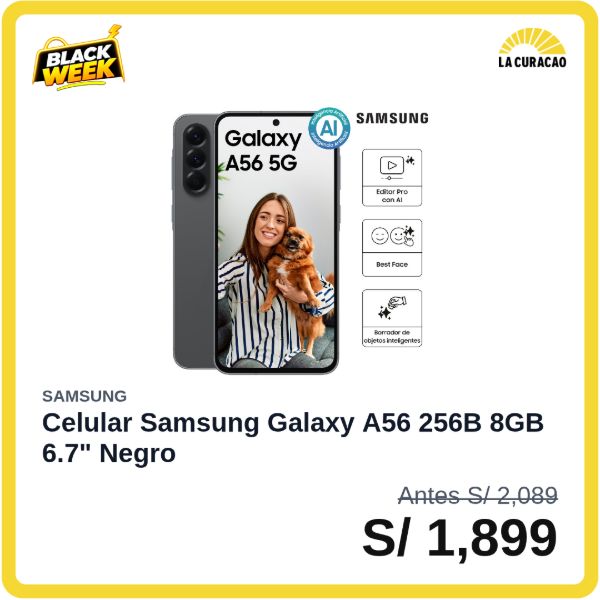 BLACK
WEEK
LA CURACAO
Galaxy
A56 5G
AI
SAMSUNG
Editor Pro
con AI
Best Face
Borrador de
objetos inteligentes
SAMSUNG
Celular Samsung Galaxy A56 256B 8GB
6.7" Negro
Antes S/ 2,089
S/ 1,899